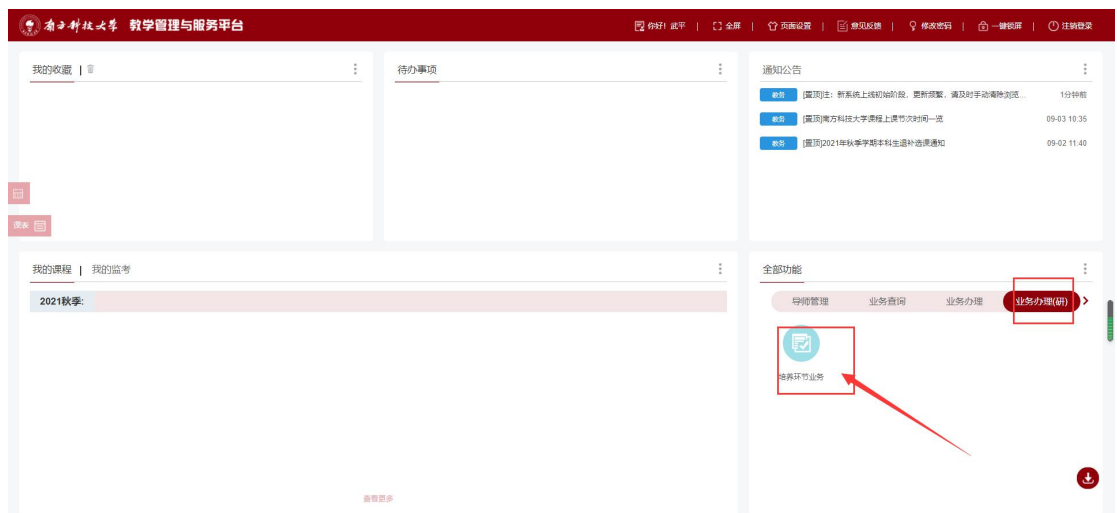 南方科技大学 教学管理与服务平台
你好! 武平 | 全屏 | 页面设置 | 意见反馈 | 修改密码 | 一键锁屏 | 注销登录
我的收藏 |
待办事项
通知公告
教务 [置顶]注：新系统上线初始阶段，更新频繁，请及时手动清除浏览... 1分钟前
教务 [置顶]南方科技大学课程上课节次时间一览 09-03 10:35
教务 [置顶]2021年秋季学期本科生退补选课通知 09-02 11:40
课表
我的课程 | 我的监考
2021秋季:
查看更多
全部功能
导师管理 业务查询 业务办理 业务办理(研)
培养环节业务